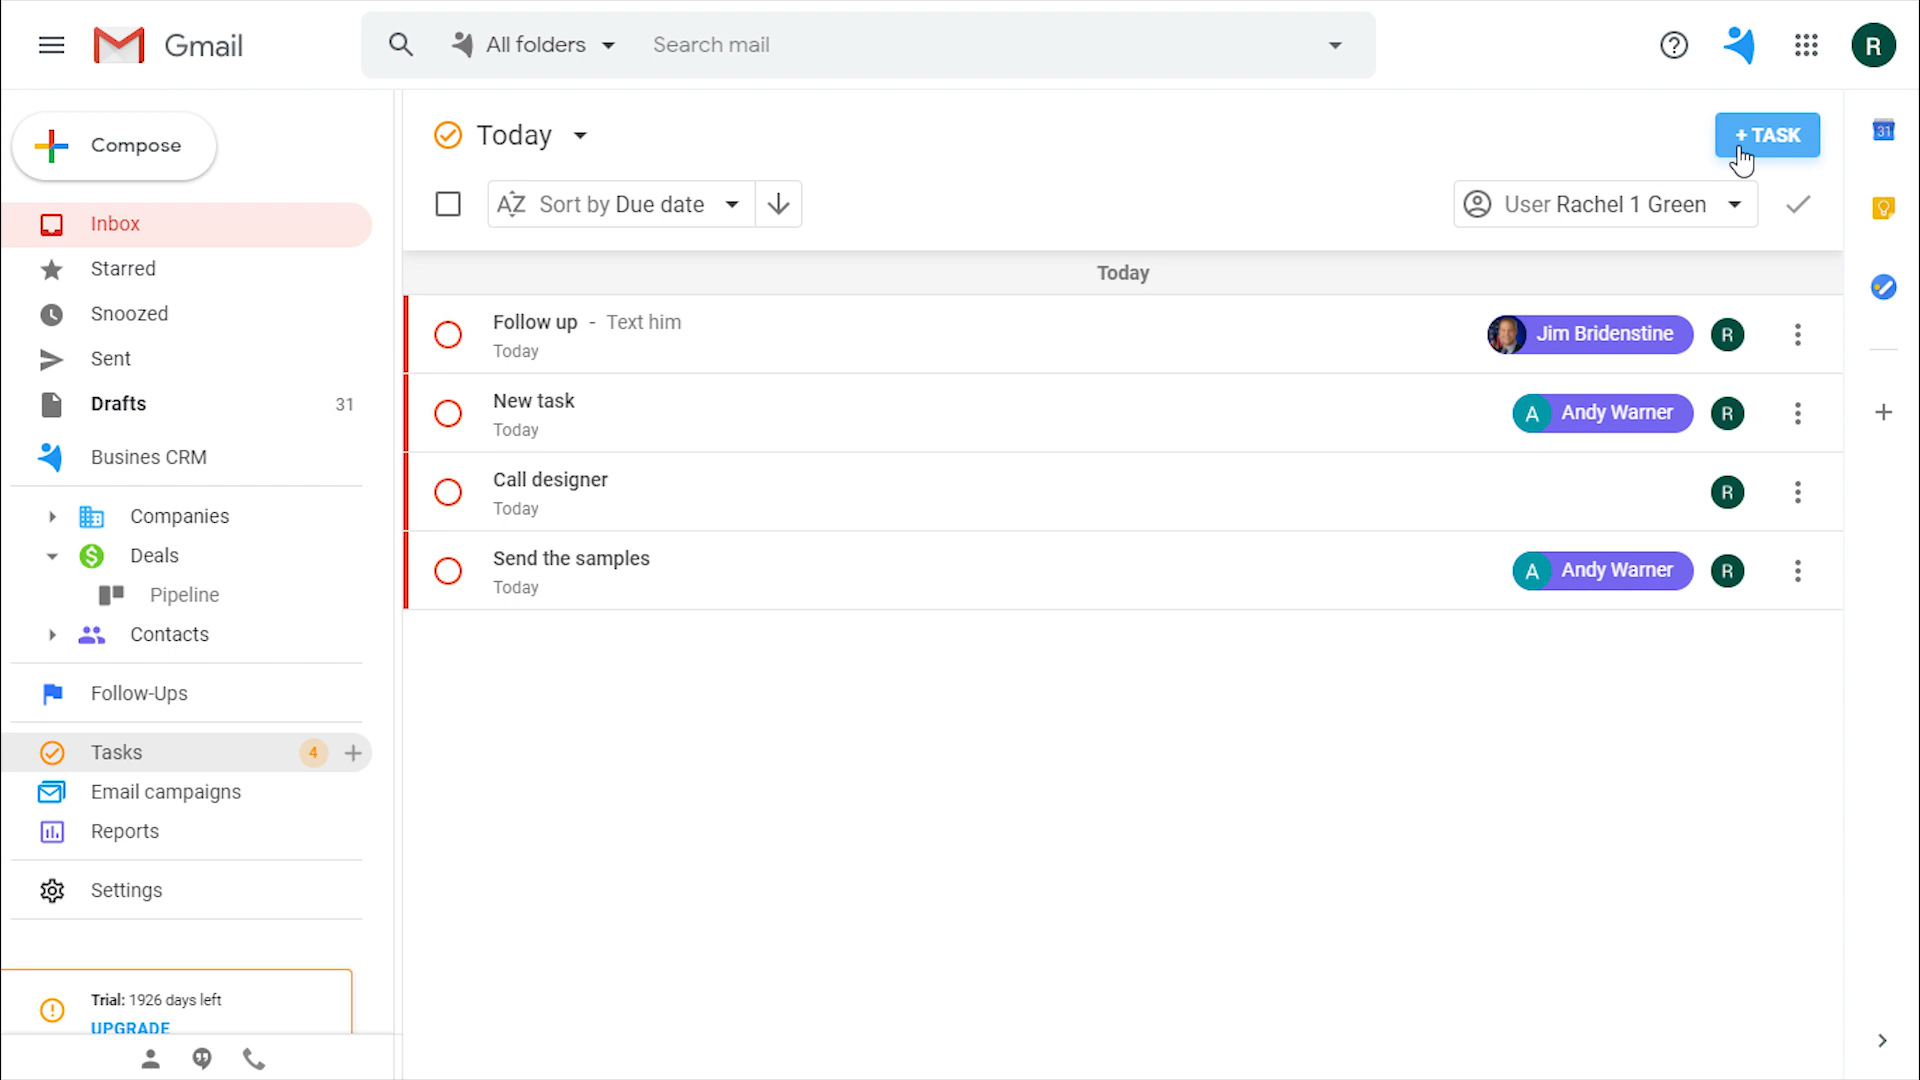 Gmail
All folders
Search mail
R
Compose
Inbox
Starred
Snoozed
Sent
Drafts 31
Busines CRM
Companies
Deals
Pipeline
Contacts
Follow-Ups
Tasks 4
Email campaigns
Reports
Settings
Trial: 1926 days left
UPGRADE
Today
+ TASK
AZ Sort by Due date
User Rachel 1 Green
Today
Follow up - Text him
Today
Jim Bridenstine R
New task
Today
A Andy Warner R
Call designer
Today
R
Send the samples
Today
A Andy Warner R
31